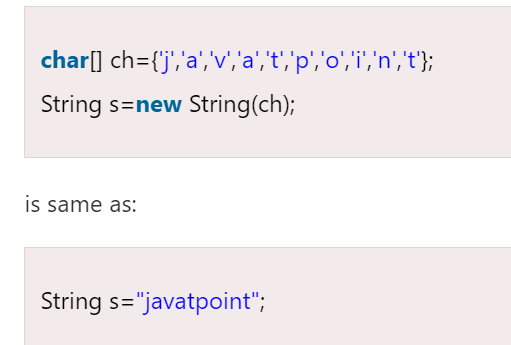 char[] ch={'j','a','v','a','t','p','o','i','n','t'};
String s=new String(ch);
is same as:
String s="javatpoint";